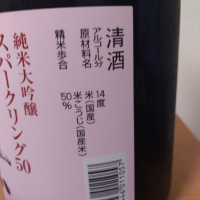 清酒
アルコール分 14度
原材料名 米(国産)
米こうじ(国産米)
精米歩合 50%
純米大吟醸
スパークリング50